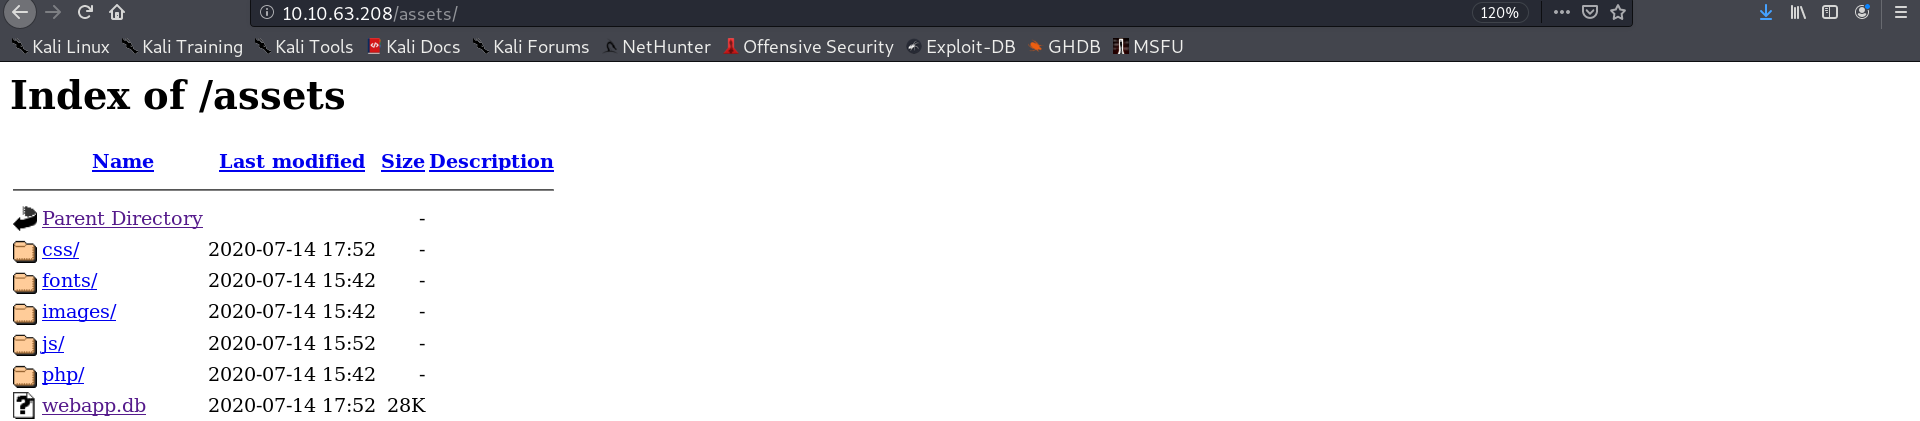 10.10.63.208/assets/ 120%
Kali Linux Kali Training Kali Tools Kali Docs Kali Forums NetHunter Offensive Security Exploit-DB GHDB MSFU
Index of /assets
Name Last modified Size Description
Parent Directory -
css/ 2020-07-14 17:52 -
fonts/ 2020-07-14 15:42 -
images/ 2020-07-14 15:42 -
js/ 2020-07-14 15:52 -
php/ 2020-07-14 15:42 -
webapp.db 2020-07-14 17:52 28K